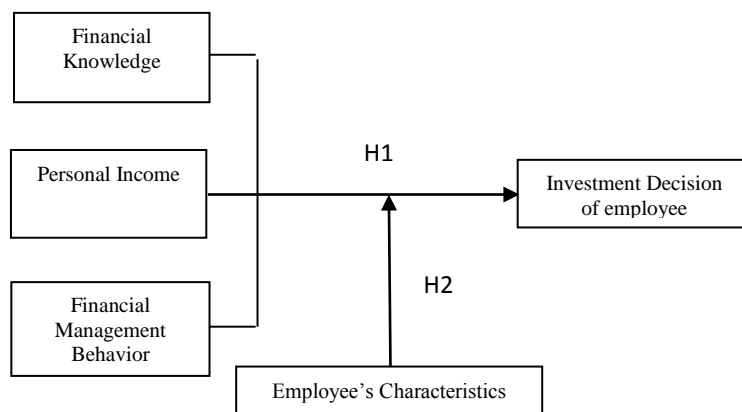 Financial
Knowledge
H1
Personal Income
Investment Decision
of employee
Financial
Management
Behavior
H2
Employee's Characteristics